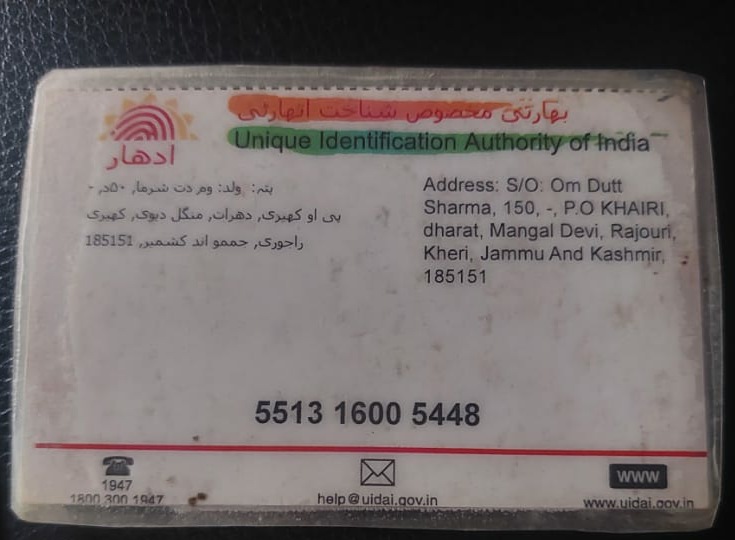 بھارتی مخصوص شناخت اتھارٹی
Unique Identification Authority of India
ادھار
پتہ: ولد: وم دت شرما, ۱۵۰, -,
پی او کھیری, دھرات, منگل دیوی, کھیری
راجوری, جممو اند کشمیر, 185151
Address: S/O: Om Dutt
Sharma, 150, -, P.O KHAIRI,
dharat, Mangal Devi, Rajouri,
Kheri, Jammu And Kashmir,
185151
5513 1600 5448
1947
1800 300 1947
help@uidai.gov.in
WWW
www.uidai.gov.in